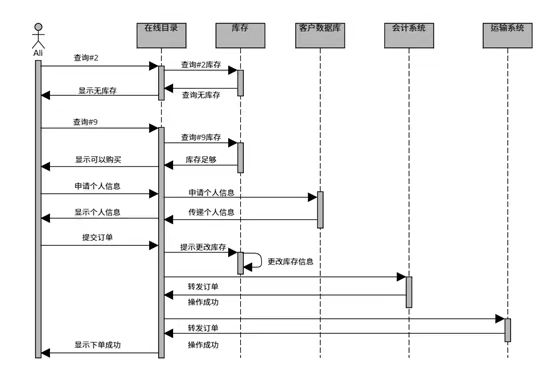 在线目录
库存
客户数据库
会计系统
运输系统
Ali
查询#2
查询#2库存
显示无库存
查询无库存
查询#9
查询#9库存
显示可以购买
库存足够
申请个人信息
申请个人信息
显示个人信息
传递个人信息
提交订单
提示更改库存
更改库存信息
转发订单
操作成功
转发订单
显示下单成功
操作成功